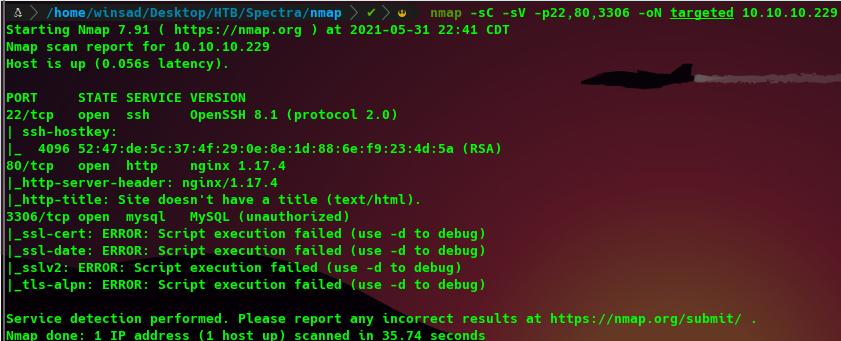 /home/winsad/Desktop/HTB/Spectra/nmap nmap -sC -sV -p22,80,3306 -oN targeted 10.10.10.229
Starting Nmap 7.91 ( https://nmap.org ) at 2021-05-31 22:41 CDT
Nmap scan report for 10.10.10.229
Host is up (0.056s latency).
PORT     STATE SERVICE VERSION
22/tcp   open  ssh     OpenSSH 8.1 (protocol 2.0)
| ssh-hostkey:
|_  4096 52:47:de:5c:37:4f:29:0e:8e:1d:88:6e:f9:23:4d:5a (RSA)
80/tcp   open  http    nginx 1.17.4
|_http-server-header: nginx/1.17.4
|_http-title: Site doesn't have a title (text/html).
3306/tcp open  mysql   MySQL (unauthorized)
|_ssl-cert: ERROR: Script execution failed (use -d to debug)
|_ssl-date: ERROR: Script execution failed (use -d to debug)
|_sslv2: ERROR: Script execution failed (use -d to debug)
|_tls-alpn: ERROR: Script execution failed (use -d to debug)
Service detection performed. Please report any incorrect results at https://nmap.org/submit/ .
Nmap done: 1 IP address (1 host up) scanned in 35.74 seconds